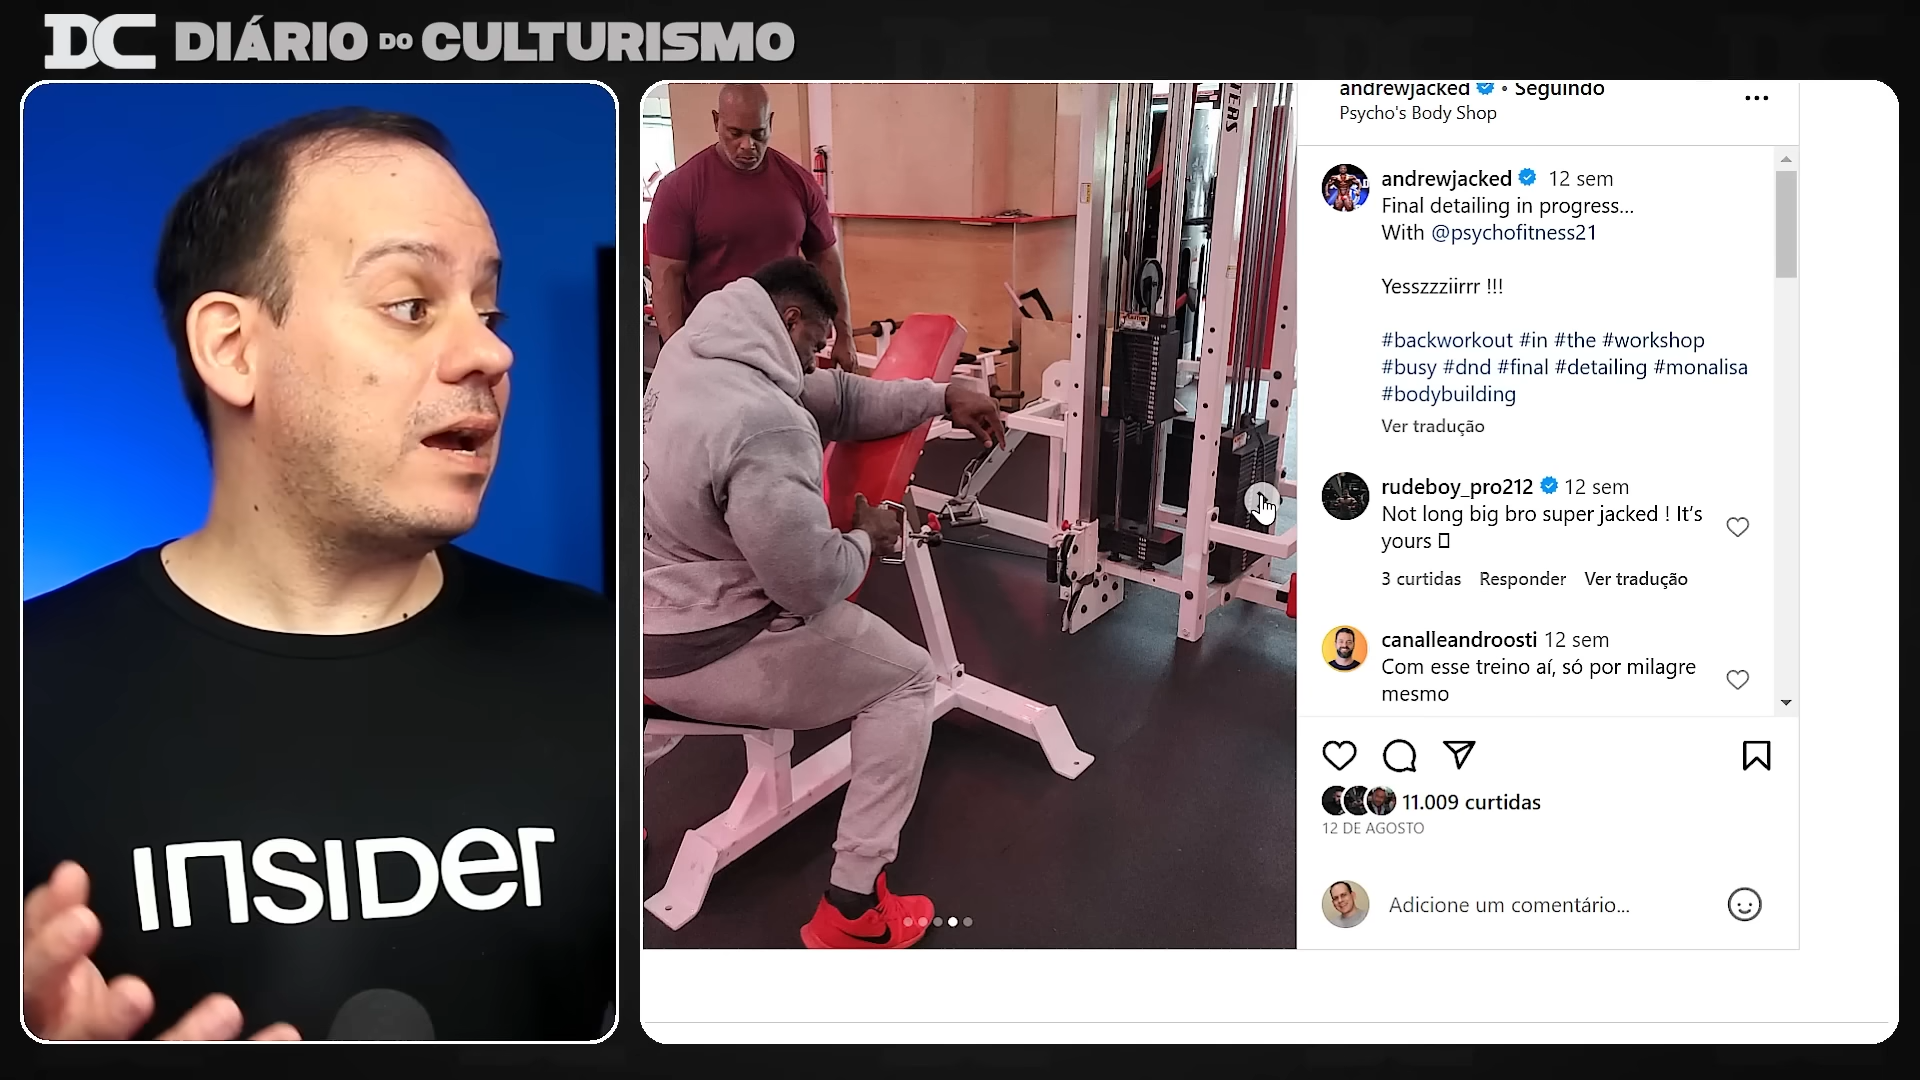 DC DIÁRIO DO CULTURISMO
INSIDER
TERS
andrewjacked • Seguindo
Psycho's Body Shop
andrewjacked 12 sem
Final detailing in progress...
With @psychofitness21
Yesszzziirrr !!!
#backworkout #in #the #workshop
#busy #dnd #final #detailing #monalisa
#bodybuilding
Ver tradução
rudeboy_pro212 12 sem
Not long big bro super jacked ! It's
yours
3 curtidas Responder Ver tradução
canalleandroosti 12 sem
Com esse treino aí, só por milagre
mesmo
11.009 curtidas
12 DE AGOSTO
Adicione um comentário...